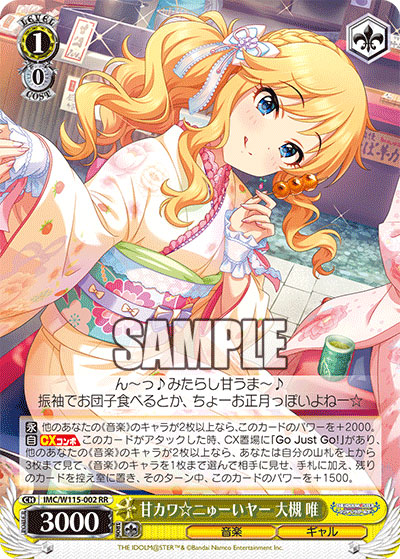 LEVEL
1
0
COST
SAMPLE
ん～っ♪みたらし甘うま～♪
振袖でお団子食べるとか、ちょーお正月っぽいよねー☆
永 他のあなたの《音楽》のキャラが2枚以上なら、このカードのパワーを+2000。
自 CXコンボ このカードがアタックした時、CX置場に「Go Just Go!」があり、
他のあなたの《音楽》のキャラが2枚以上なら、あなたは自分の山札を上から
3枚まで見て、《音楽》のキャラを1枚まで選んで相手に見せ、手札に加え、残り
のカードを控え室に置き、そのターン中、このカードのパワーを+1500。
CH IMC/W115-002 RR
甘カワ☆ニューいヤー 大槻 唯
3000
音楽
ギャル
THE IDOLM@STER™&©Bandai Namco Entertainment Inc.